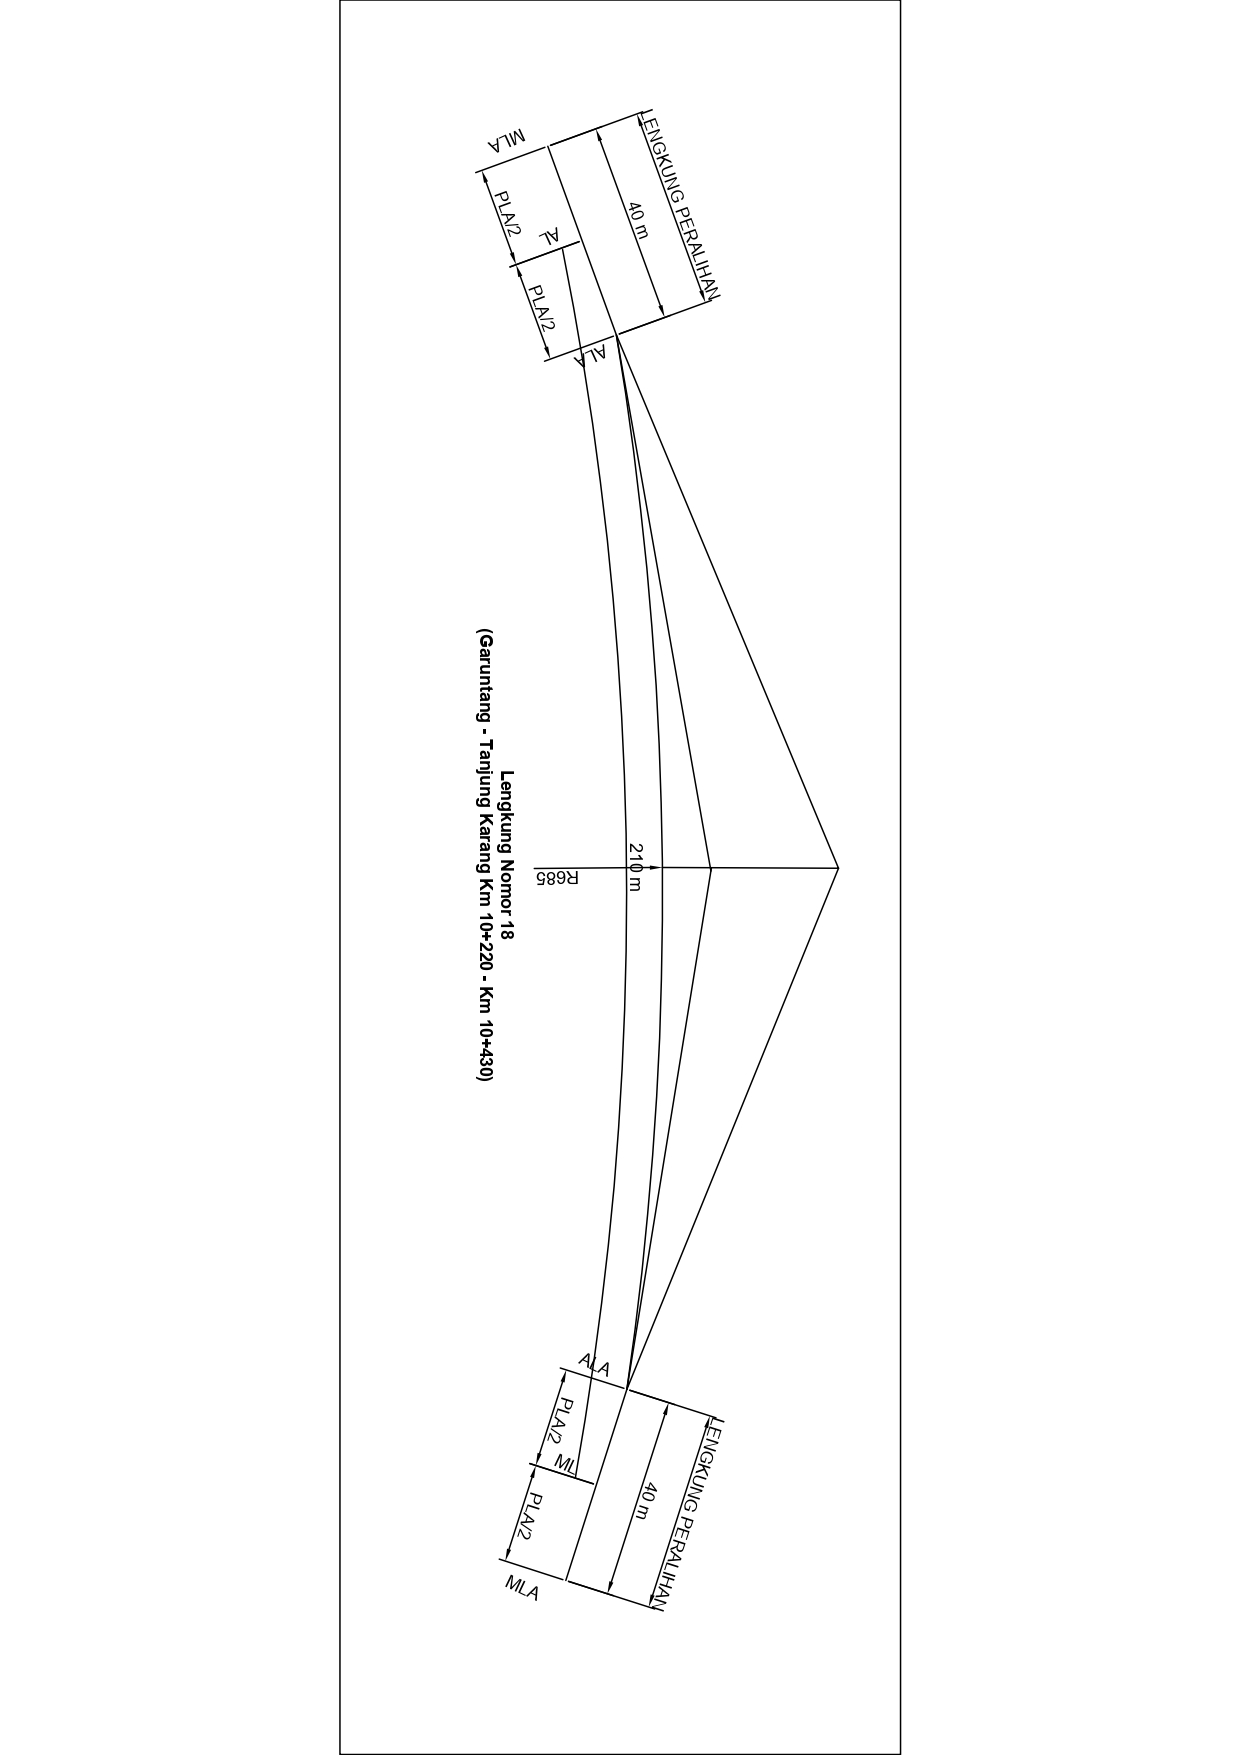 MLA
PLA/2
AL
PLA/2
ALA
40 m
LENGKUNG PERALIHAN
210 m
R685
Lengkung Nomor 18
(Garuntang - Tanjung Karang Km 10+220 - Km 10+430)
ALA
PLA/2
ML
PLA/2
MLA
40 m
LENGKUNG PERALIHAN